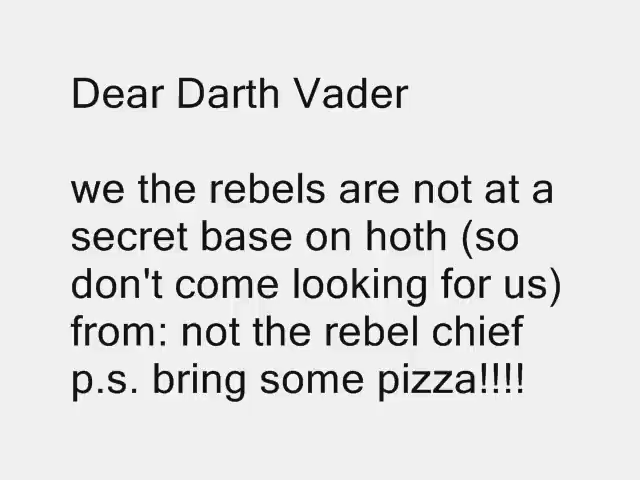 Dear Darth Vader
we the rebels are not at a
secret base on hoth (so
don't come looking for us)
from: not the rebel chief
p.s. bring some pizza!!!!